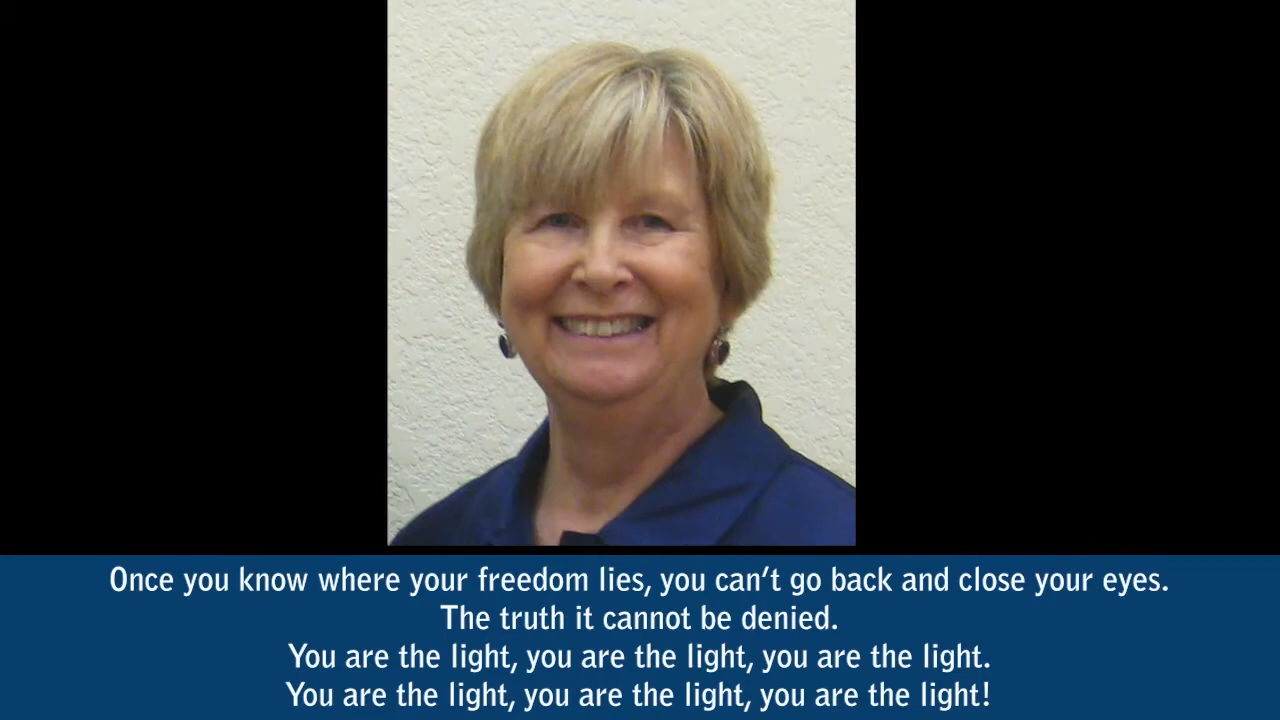 Once you know where your freedom lies, you can't go back and close your eyes.
The truth it cannot be denied.
You are the light, you are the light, you are the light.
You are the light, you are the light, you are the light!